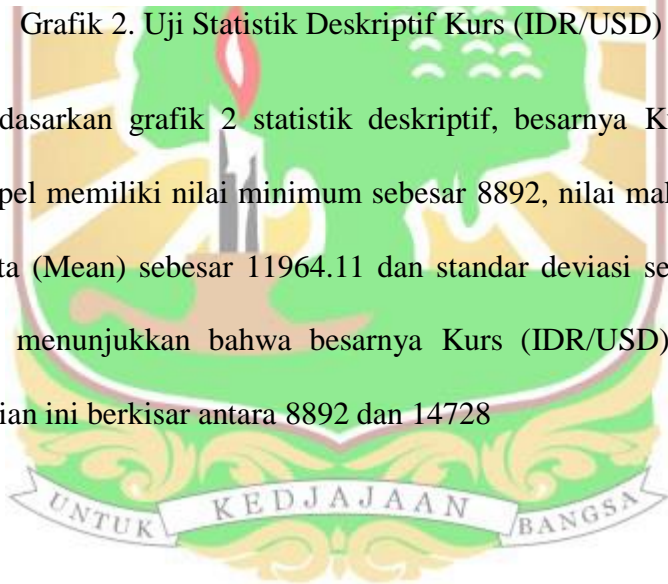 Grafik 2. Uji Statistik Deskriptif Kurs (IDR/USD)
dasarkan grafik 2 statistik deskriptif, besarnya K
pel memiliki nilai minimum sebesar 8892, nilai mal
ta (Mean) sebesar 11964.11 dan standar deviasi se
menunjukkan bahwa besarnya Kurs (IDR/USD)
ian ini berkisar antara 8892 dan 14728
UNTUK KEDJAJAAN BANGSA